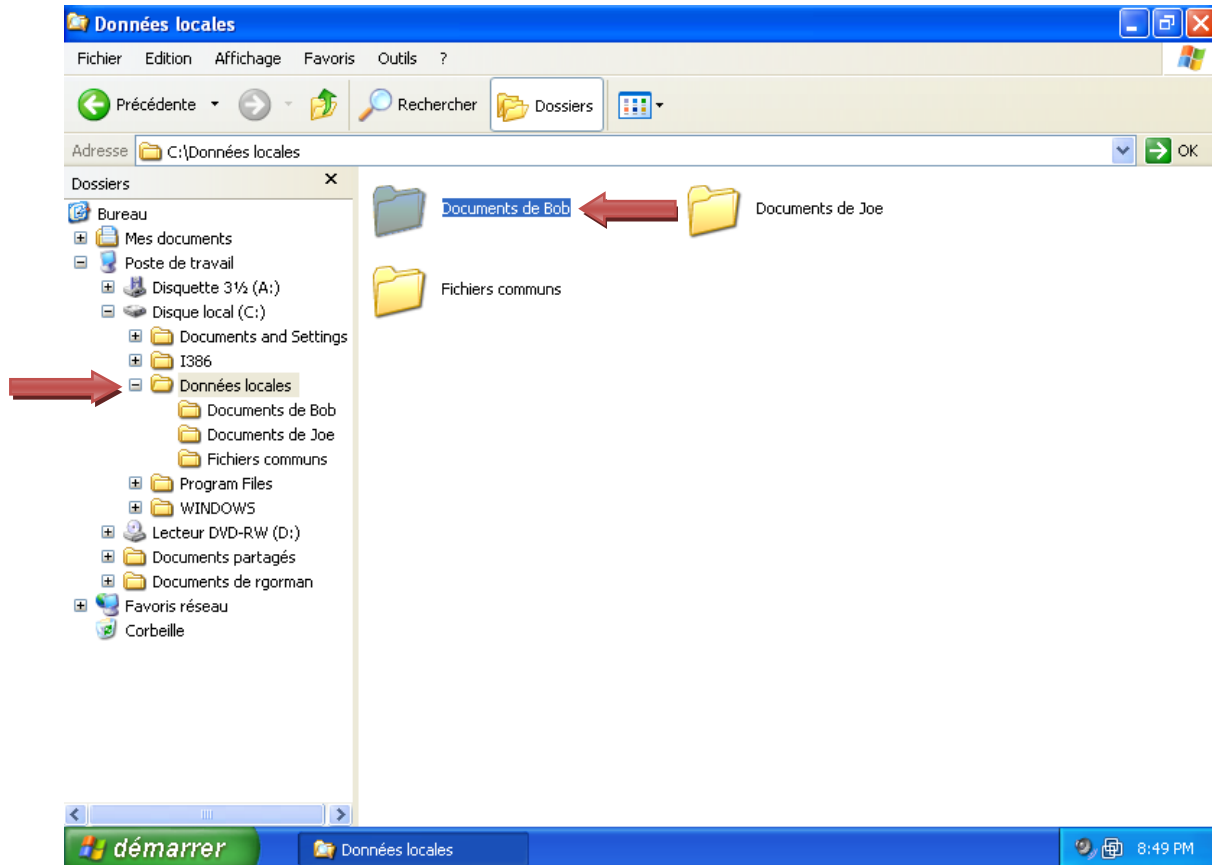 Données locales
Fichier Edition Affichage Favoris Outils ?
Précédente Rechercher Dossiers
Adresse C:\Données locales OK
Dossiers
Bureau
Mes documents
Poste de travail
Disquette 3½ (A:)
Disque local (C:)
Documents and Settings
I386
Données locales
Documents de Bob
Documents de Joe
Fichiers communs
Program Files
WINDOWS
Lecteur DVD-RW (D:)
Documents partagés
Documents de rgorman
Favoris réseau
Corbeille
Documents de Bob Documents de Joe
Fichiers communs
démarrer Données locales 8:49 PM